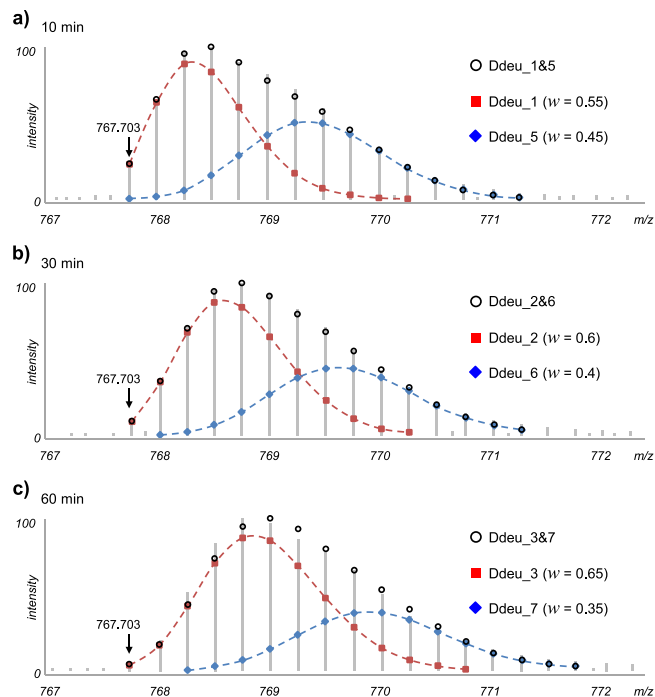 a)
10 min
100
intensity
0
767.703
Ddeu_1&5
Ddeu_1 (w = 0.55)
Ddeu_5 (w = 0.45)
767 768 769 770 771 772 m/z
b)
30 min
100
intensity
0
767.703
Ddeu_2&6
Ddeu_2 (w = 0.6)
Ddeu_6 (w = 0.4)
767 768 769 770 771 772 m/z
c)
60 min
100
intensity
0
767.703
Ddeu_3&7
Ddeu_3 (w = 0.65)
Ddeu_7 (w = 0.35)
767 768 769 770 771 772 m/z